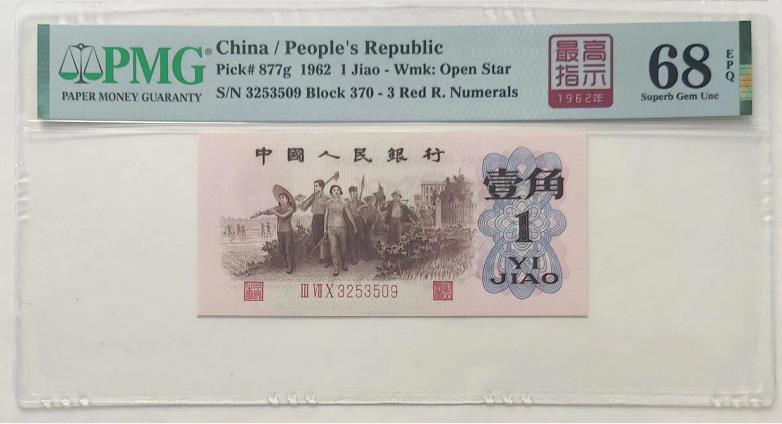 PMG®
PAPER MONEY GUARANTY
China / People's Republic
Pick# 877g 1962 1 Jiao - Wmk: Open Star
S/N 3253509 Block 370 - 3 Red R. Numerals
最高
指示
1962年
68
EPQ
Superb Gem Unc
中國人民銀行
壹角
1
YI
JIAO
III VII X 3253509